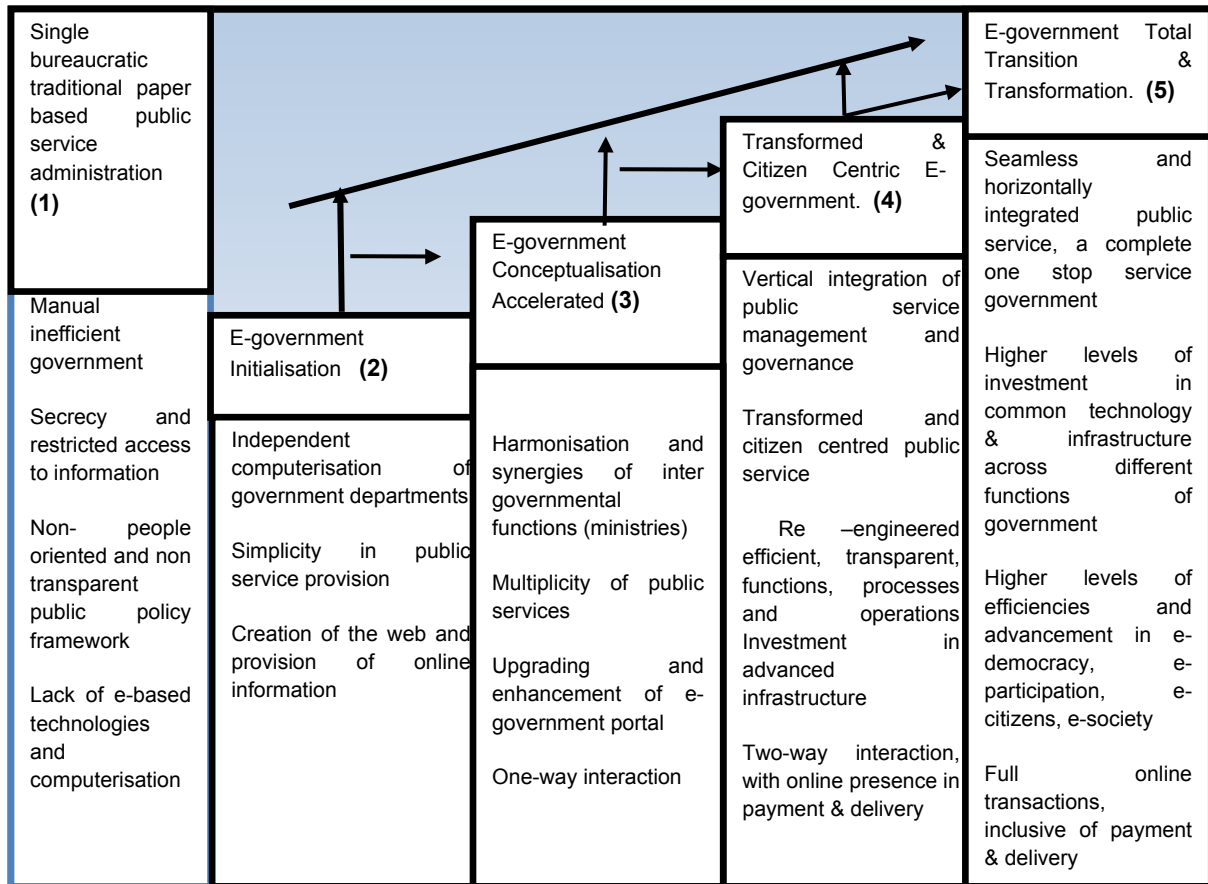 Single
bureaucratic
traditional paper
based public
service
administration
(1)
Manual
inefficient
government
Secrecy and
restricted access
to information
Non- people
oriented and non
transparent
public policy
framework
Lack of e-based
technologies
and
computerisation
E-government
Initialisation (2)
Independent
computerisation of
government departments
Simplicity in public
service provision
Creation of the web and
provision of online
information
E-government
Conceptualisation
Accelerated (3)
Harmonisation and
synergies of inter
governmental
functions (ministries)
Multiplicity of public
services
Upgrading and
enhancement of e-
government portal
One-way interaction
Transformed &
Citizen Centric E-
government. (4)
Vertical integration of
public service
management and
governance
Transformed and
citizen centred public
service
Re –engineered
efficient, transparent,
functions, processes
and operations
Investment in
advanced
infrastructure
Two-way interaction,
with online presence in
payment & delivery
E-government Total
Transition &
Transformation. (5)
Seamless and
horizontally
integrated public
service, a complete
one stop service
government
Higher levels of
investment in
common technology
& infrastructure
across different
functions of
government
Higher levels of
efficiencies and
advancement in e-
democracy, e-
participation, e-
citizens, e-society
Full online
transactions,
inclusive of payment
& delivery